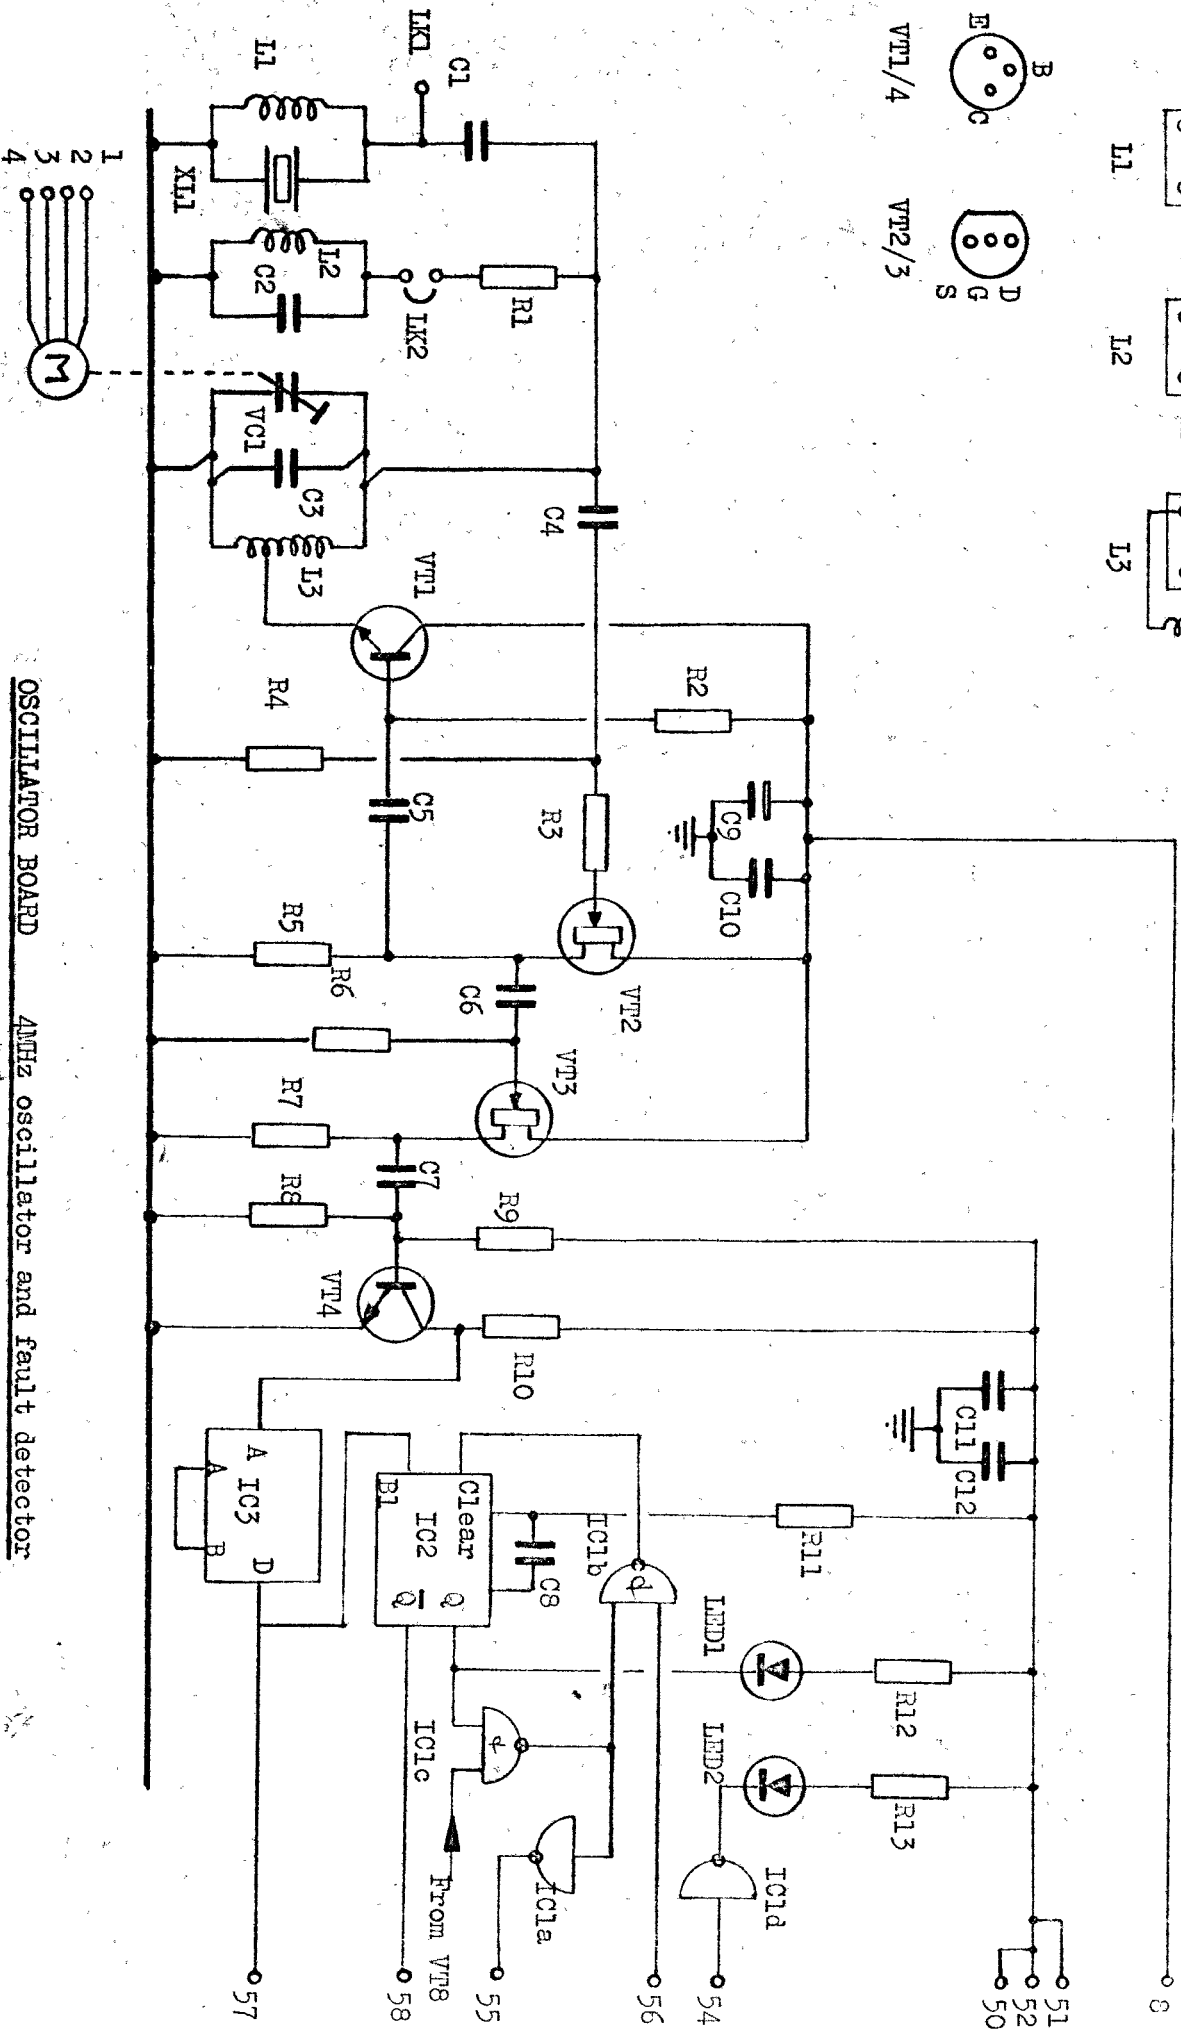 L1
L2
L3
B
E
C
VT1/4
D
G
S
VT2/3
8
51
52
50
R2
C9
C10
C11
C12
R11
R12
R13
LED1
LED2
IC1d
54
LK1
C1
R1
LK2
C4
R3
VT2
C6
VT3
R9
R10
IC1b
d
C8
56
L1
XL1
L2
C2
VC1
C3
L3
VT1
R4
C5
R5
R6
R7
C7
R8
VT4
A
IC3
A
B
D
Clear
IC2
B1
Q
Q
d
IC1c
IC1a
From VT8
55
58
57
1
2
3
4
M
OSCILLATOR BOARD 4MHz oscillator and fault detector